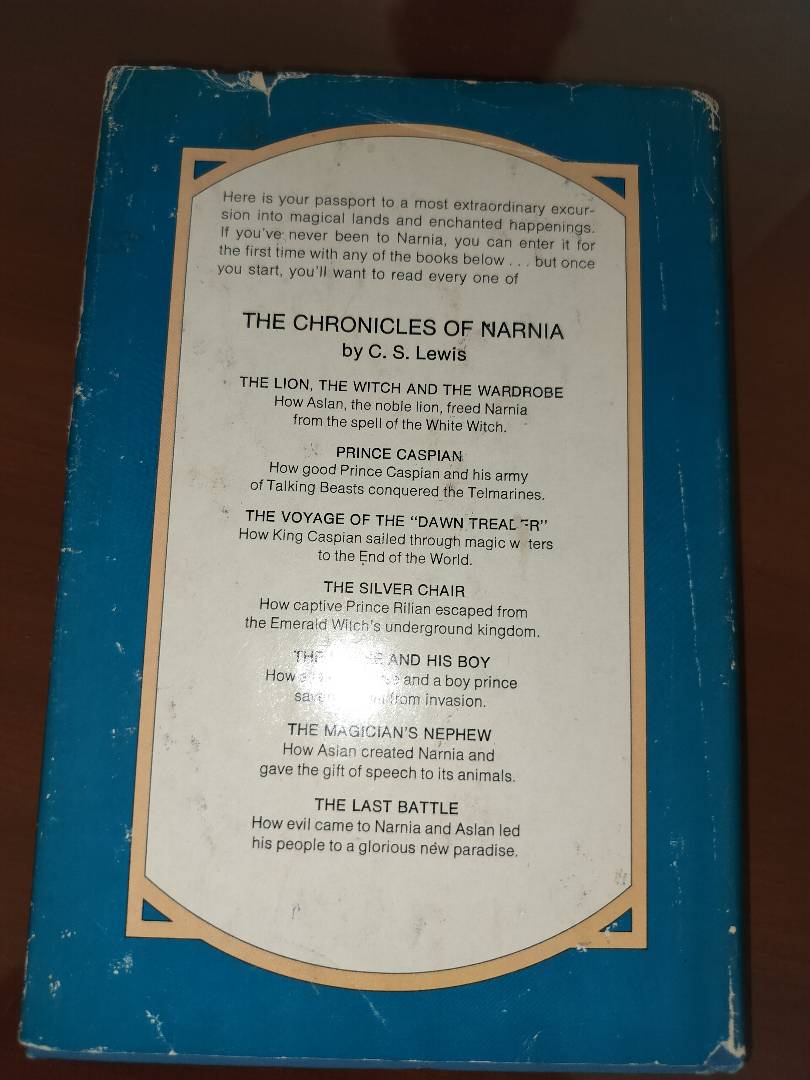 Here is your passport to a most extraordinary excur-
sion into magical lands and enchanted happenings.
If you've never been to Narnia, you can enter it for
the first time with any of the books below . . . but once
you start, you'll want to read every one of
THE CHRONICLES OF NARNIA
by C. S. Lewis
THE LION, THE WITCH AND THE WARDROBE
How Aslan, the noble lion, freed Narnia
from the spell of the White Witch.
PRINCE CASPIAN
How good Prince Caspian and his army
of Talking Beasts conquered the Telmarines.
THE VOYAGE OF THE "DAWN TREADER"
How King Caspian sailed through magic waters
to the End of the World.
THE SILVER CHAIR
How captive Prince Rilian escaped from
the Emerald Witch's underground kingdom.
THE AND HIS BOY
How and a boy prince
from invasion.
THE MAGICIAN'S NEPHEW
How Aslan created Narnia and
gave the gift of speech to its animals.
THE LAST BATTLE
How evil came to Narnia and Aslan led
his people to a glorious new paradise.